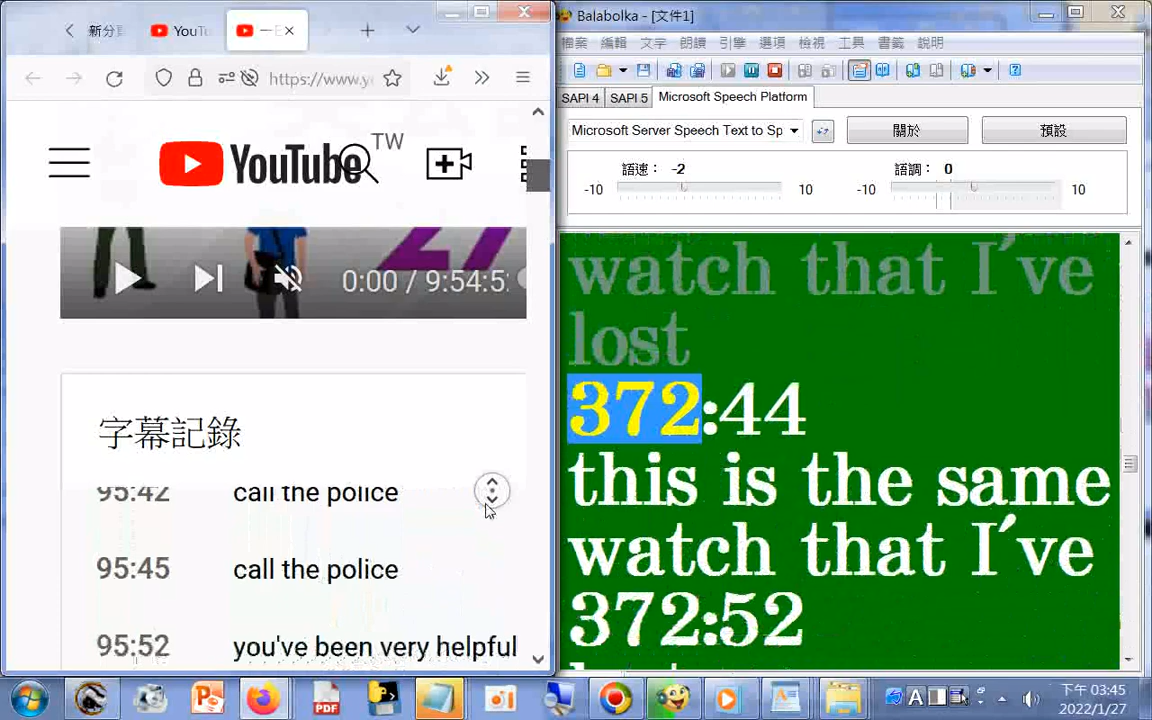 新分
YouTu
一 E
https://www.y
TW
YouTube
27
0:00 / 9:54:5
字幕記錄
95:42 call the police
95:45 call the police
95:52 you've been very helpful
Balabolka - [文件1]
檔案 編輯 文字 朗讀 引擎 選項 檢視 工具 書籤 說明
SAPI 4 SAPI 5 Microsoft Speech Platform
Microsoft Server Speech Text to Sp
關於 預設
語速: -2 語調: 0
-10 10 -10 10
watch that I've
lost
372:44
this is the same
watch that I've
372:52
PDF
A
下午 03:45
2022/1/27